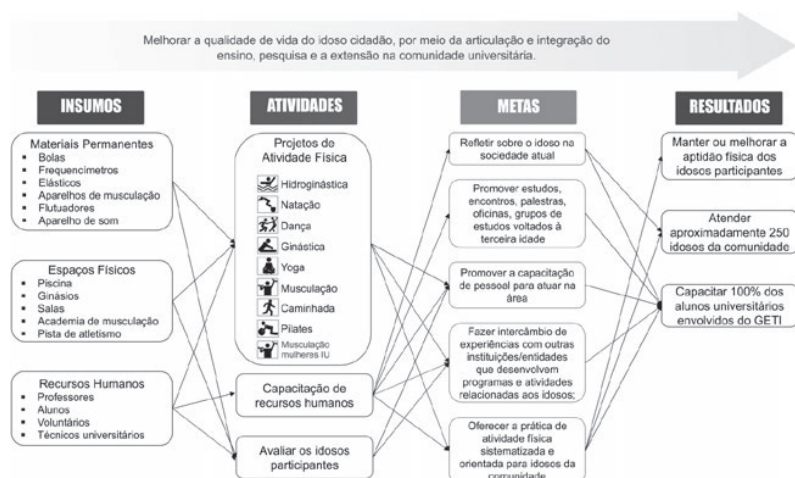 Melhorar a qualidade de vida do idoso cidadão, por meio da articulação e integração do
ensino, pesquisa e a extensão na comunidade universitária.
INSUMOS
Materiais Permanentes
Bolas
Frequencímetros
Elásticos
Aparelhos de musculação
Flutuadores
Aparelho de som
Espaços Físicos
Piscina
Ginásios
Salas
Academia de musculação
Pista de atletismo
Recursos Humanos
Professores
Alunos
Voluntários
Técnicos universitários
ATIVIDADES
Projetos de
Atividade Física
Hidroginástica
Natação
Dança
Ginástica
Yoga
Musculação
Caminhada
Pilates
Musculação
mulheres IU
Capacitação de
recursos humanos
Avaliar os idosos
participantes
METAS
Refletir sobre o idoso na
sociedade atual
Promover estudos,
encontros, palestras,
oficinas, grupos de
estudos voltados à
terceira idade
Promover a capacitação
de pessoal para atuar na
área
Fazer intercâmbio de
experiências com outras
instituições/entidades
que desenvolvem
programas e atividades
relacionadas aos idosos;
Oferecer a prática de
atividade física
sistematizada e
orientada para idosos da
comunidade
RESULTADOS
Manter ou melhorar a
aptidão física dos
idosos participantes
Atender
aproximadamente 250
idosos da comunidade
Capacitar 100% dos
alunos universitários
envolvidos do GETI